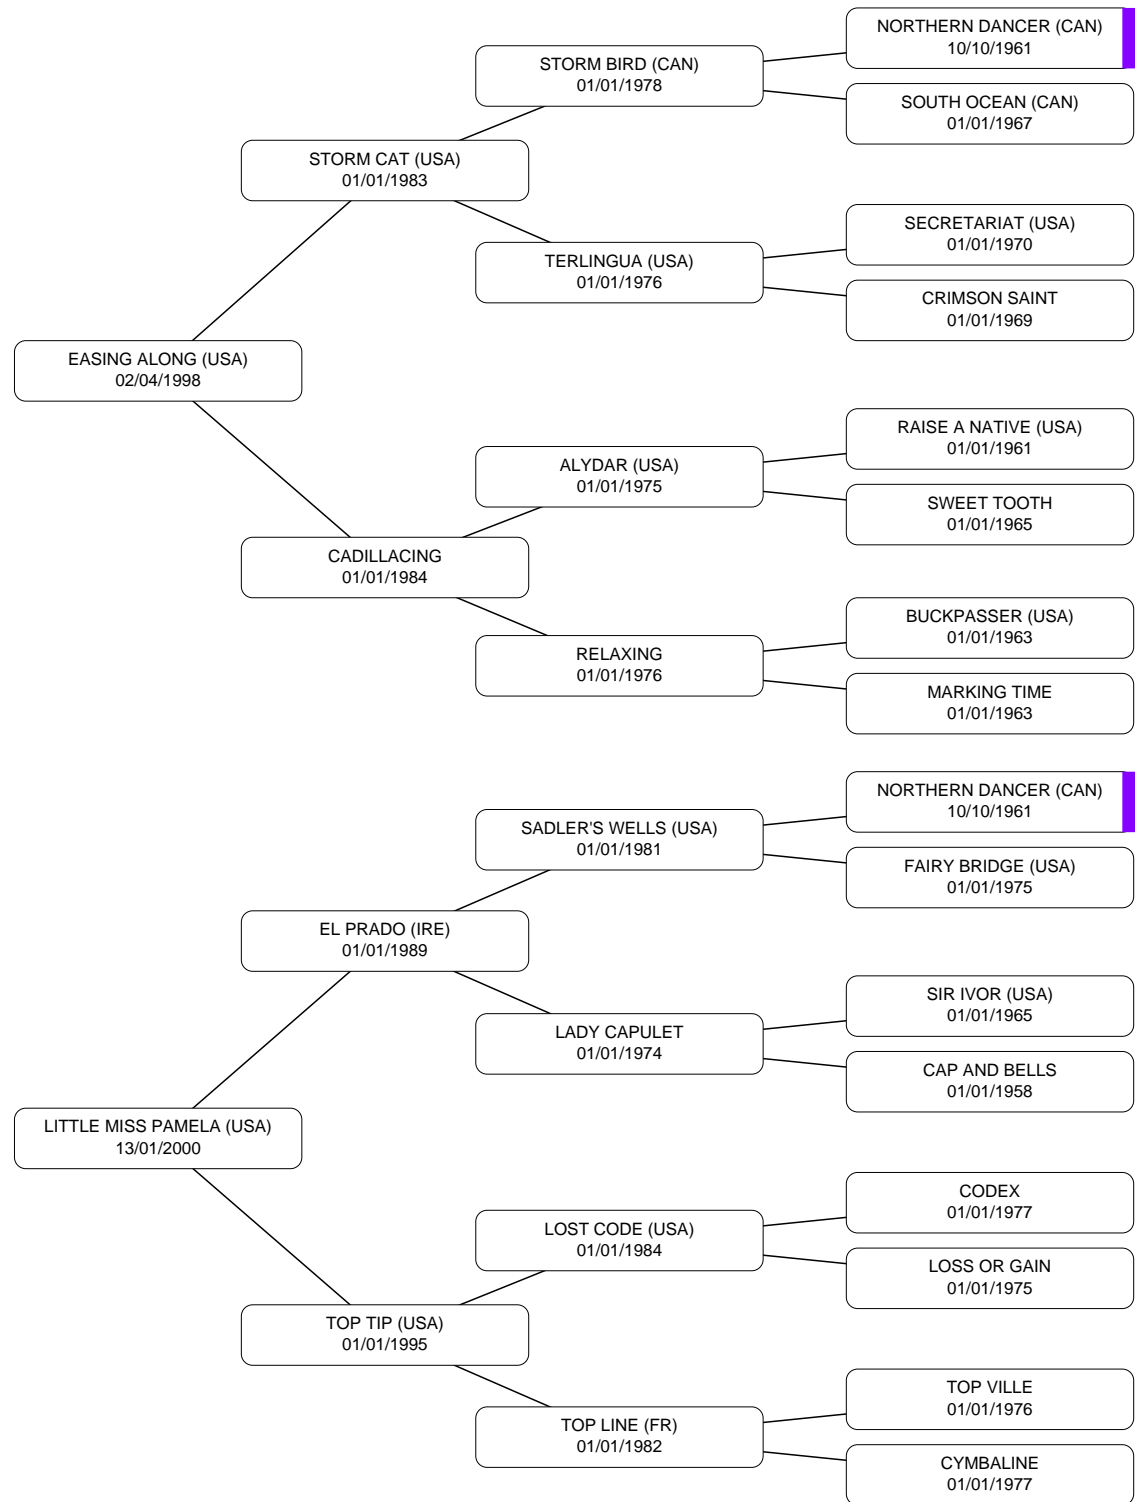 NORTHERN DANCER (CAN)
10/10/1961
STORM BIRD (CAN)
01/01/1978
SOUTH OCEAN (CAN)
01/01/1967
STORM CAT (USA)
01/01/1983
SECRETARIAT (USA)
01/01/1970
TERLINGUA (USA)
01/01/1976
CRIMSON SAINT
01/01/1969
EASING ALONG (USA)
02/04/1998
RAISE A NATIVE (USA)
01/01/1961
ALYDAR (USA)
01/01/1975
SWEET TOOTH
01/01/1965
CADILLACING
01/01/1984
BUCKPASSER (USA)
01/01/1963
RELAXING
01/01/1976
MARKING TIME
01/01/1963
NORTHERN DANCER (CAN)
10/10/1961
SADLER'S WELLS (USA)
01/01/1981
FAIRY BRIDGE (USA)
01/01/1975
EL PRADO (IRE)
01/01/1989
SIR IVOR (USA)
01/01/1965
LADY CAPULET
01/01/1974
CAP AND BELLS
01/01/1958
LITTLE MISS PAMELA (USA)
13/01/2000
CODEX
01/01/1977
LOST CODE (USA)
01/01/1984
LOSS OR GAIN
01/01/1975
TOP TIP (USA)
01/01/1995
TOP VILLE
01/01/1976
TOP LINE (FR)
01/01/1982
CYMBALINE
01/01/1977